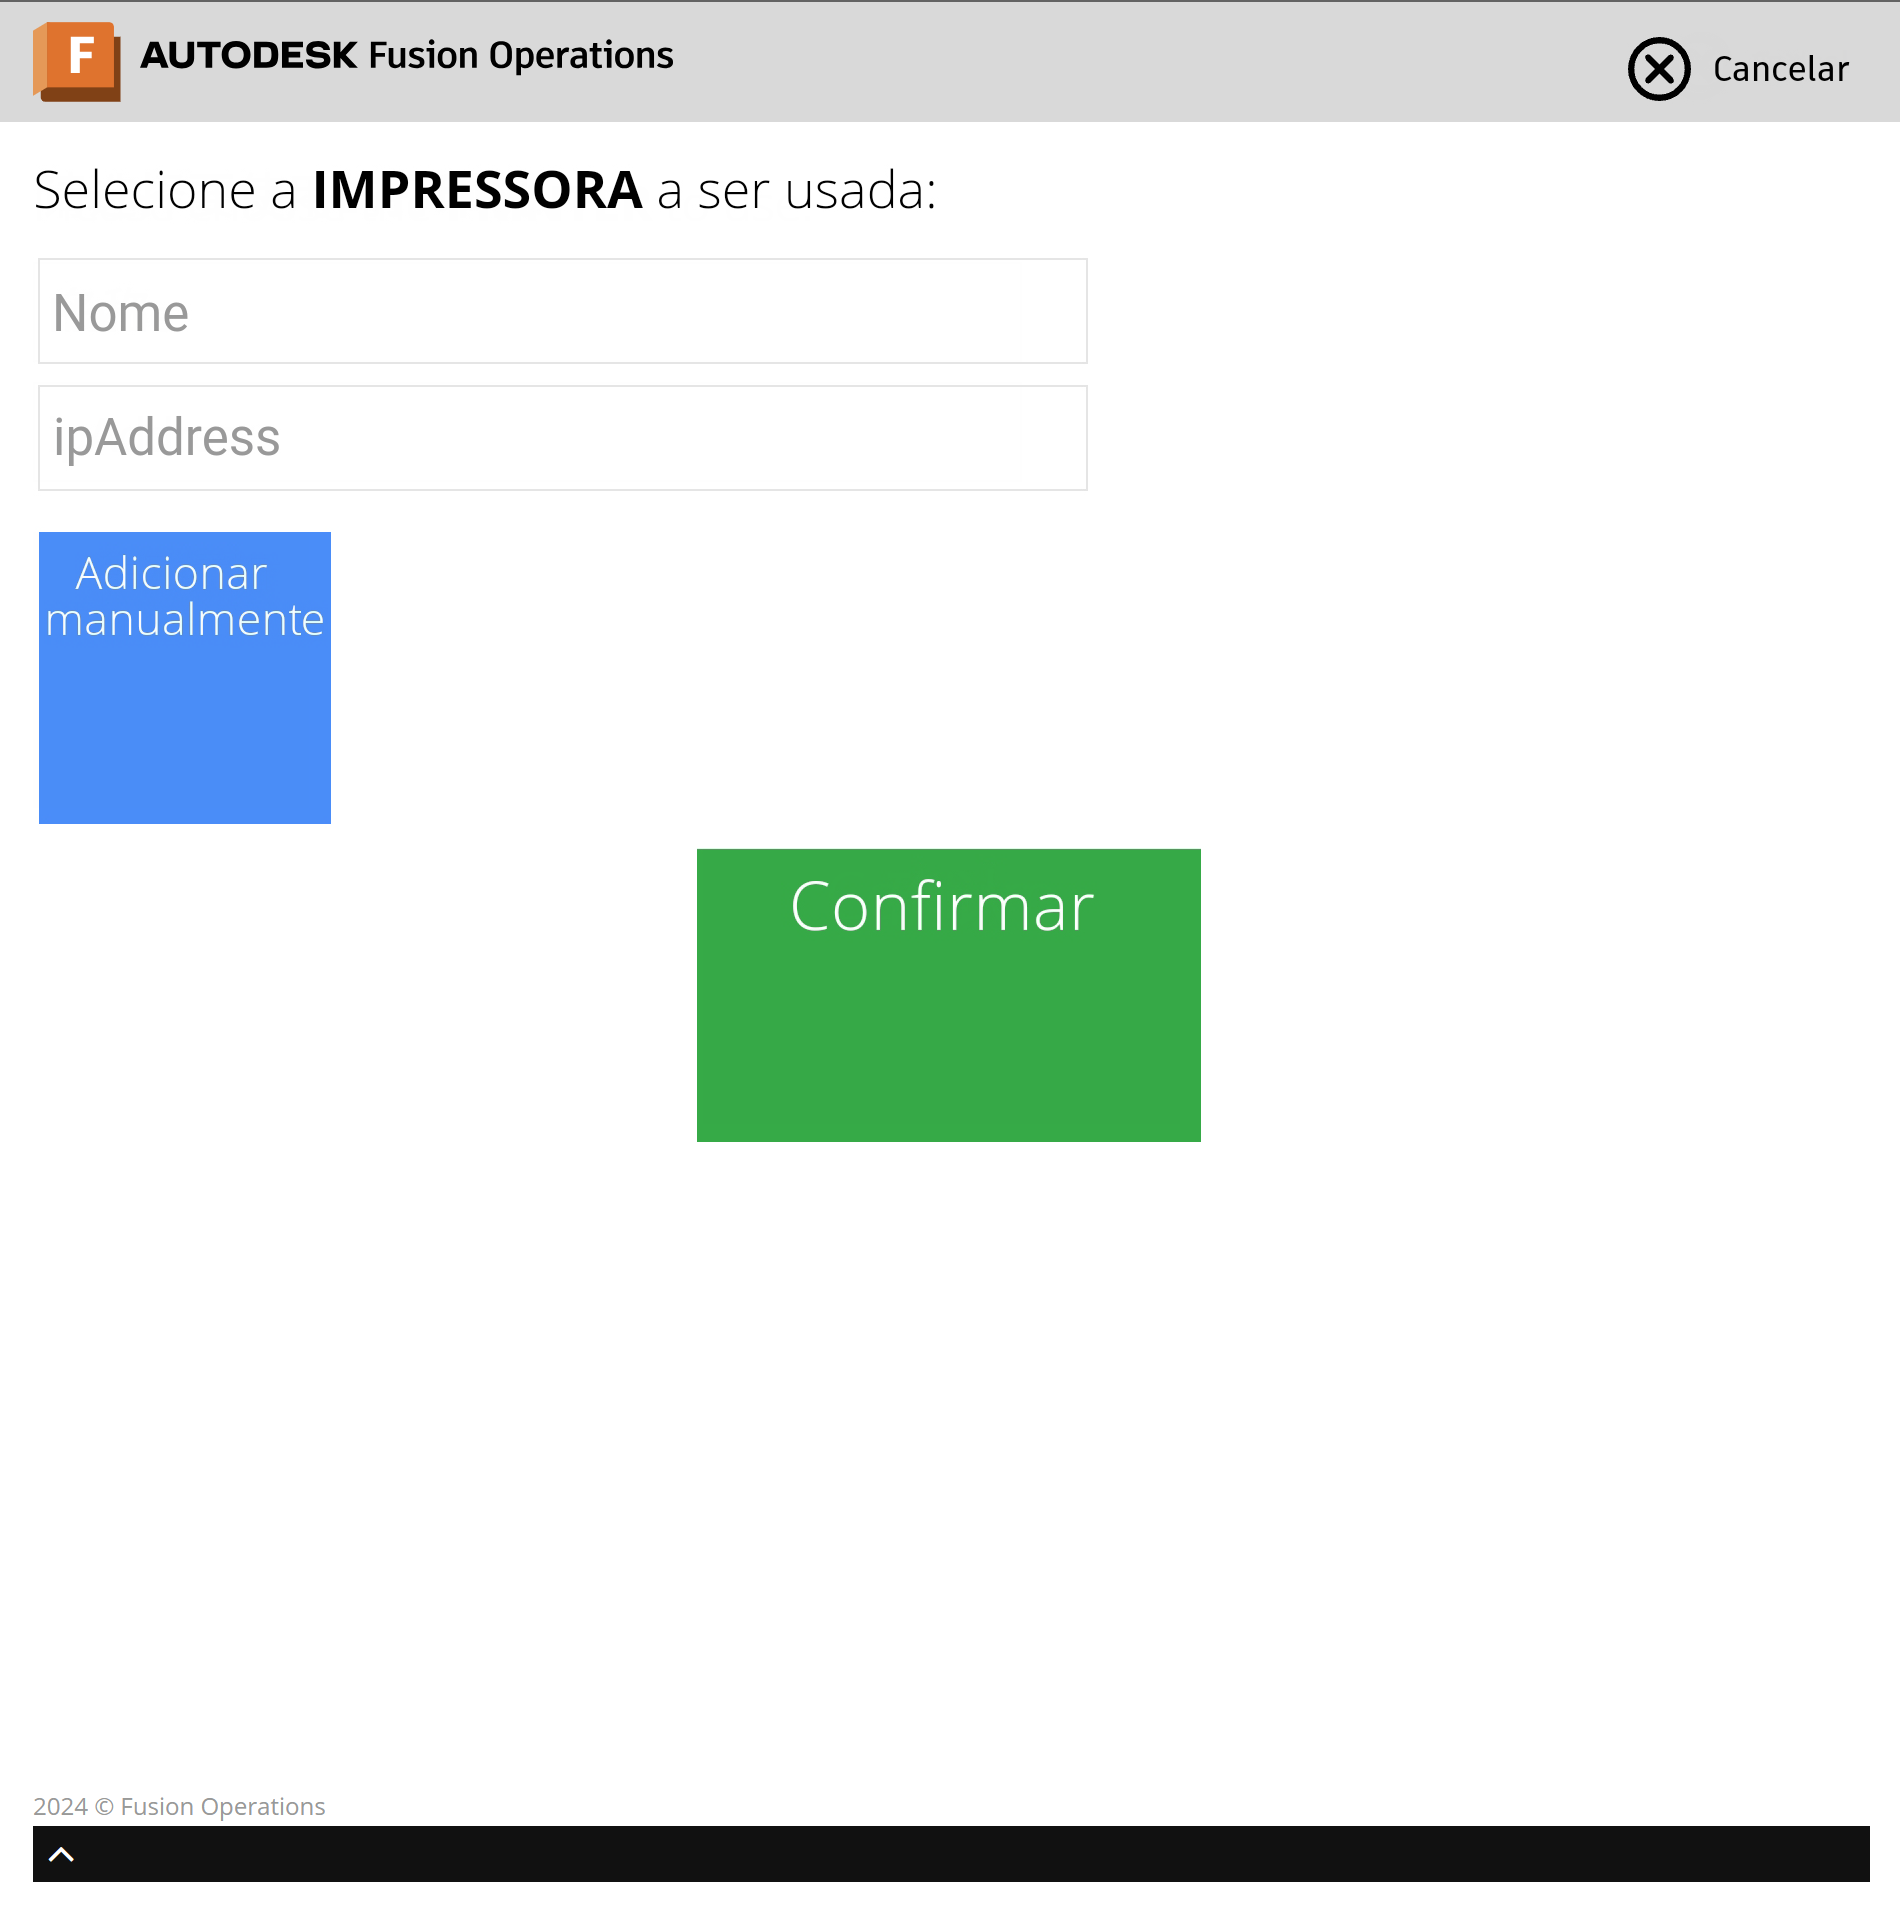 F
AUTODESK Fusion Operations
Cancelar
Selecione a IMPRESSORA a ser usada:
Nome
ipAddress
Adicionar
manualmente
Confirmar
2024 © Fusion Operations